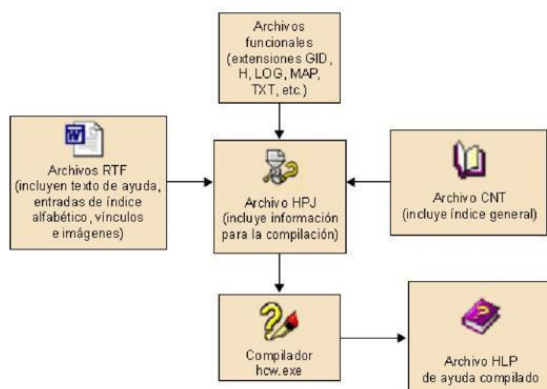 Archivos
funcionales
(extensiones GID,
H, LOG, MAP,
TXT, etc.)
Archivos RTF
(incluyen texto de ayuda,
entradas de índice
alfabético, vínculos
e imágenes)
Archivo HPJ
(incluye información
para la compilación)
Archivo CNT
(incluye índice general)
Compilador
hcw.exe
Archivo HLP
de ayuda compilado